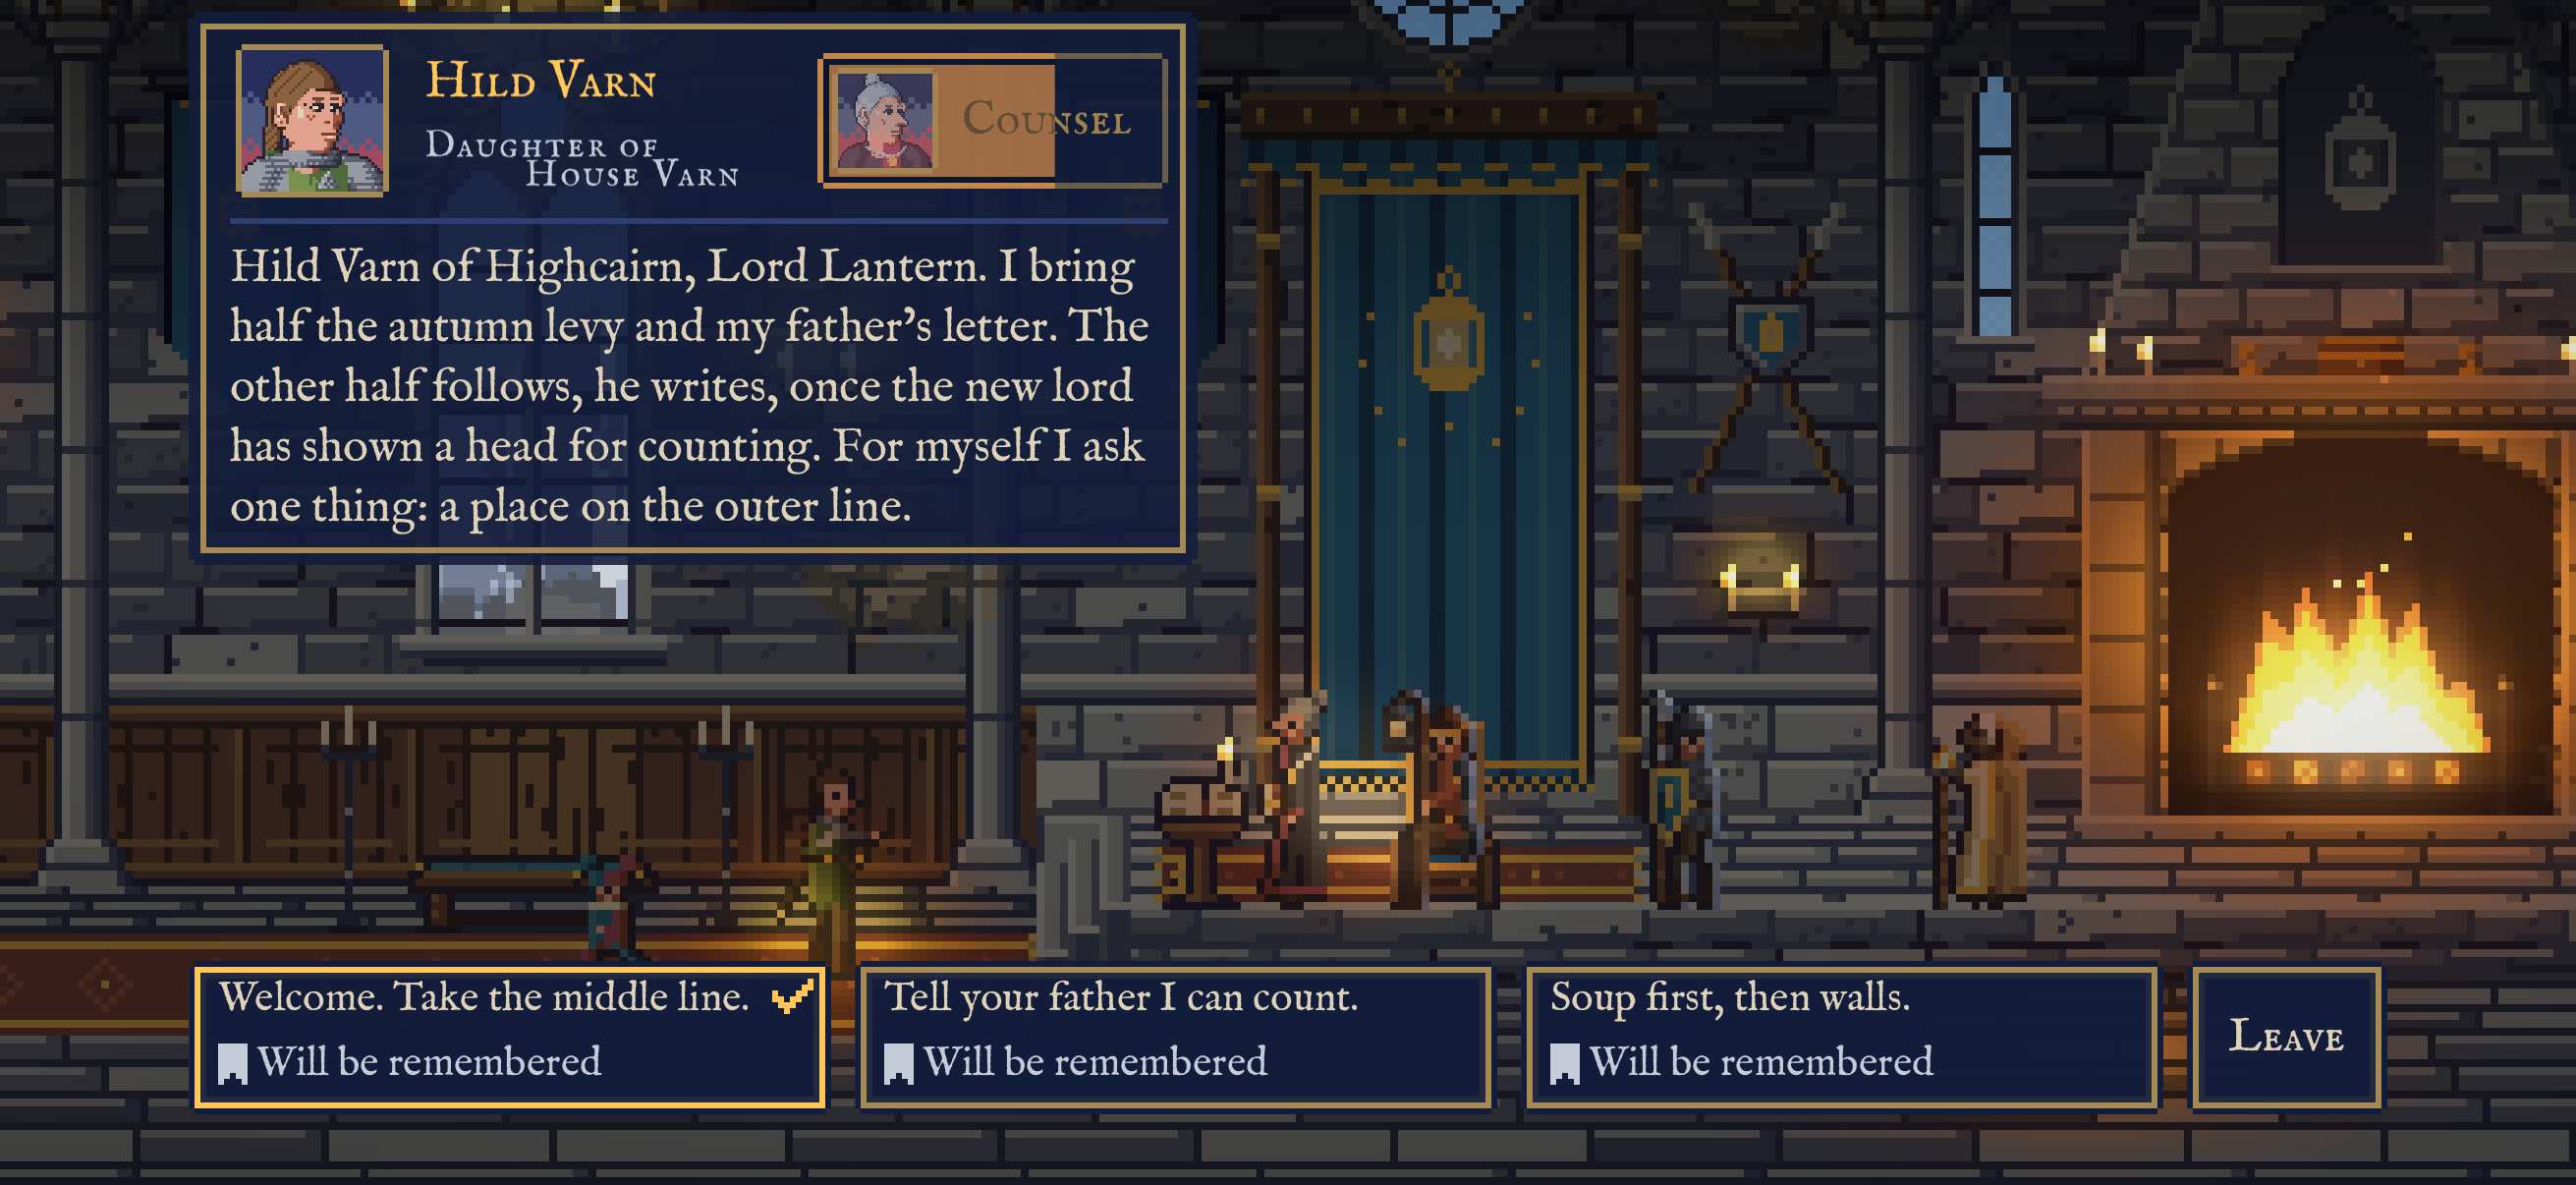 Hild Varn
Daughter of
House Varn
Counsel
Hild Varn of Highcairn, Lord Lantern. I bring
half the autumn levy and my father's letter. The
other half follows, he writes, once the new lord
has shown a head for counting. For myself I ask
one thing: a place on the outer line.
Welcome. Take the middle line.
Will be remembered
Tell your father I can count.
Will be remembered
Soup first, then walls.
Will be remembered
Leave